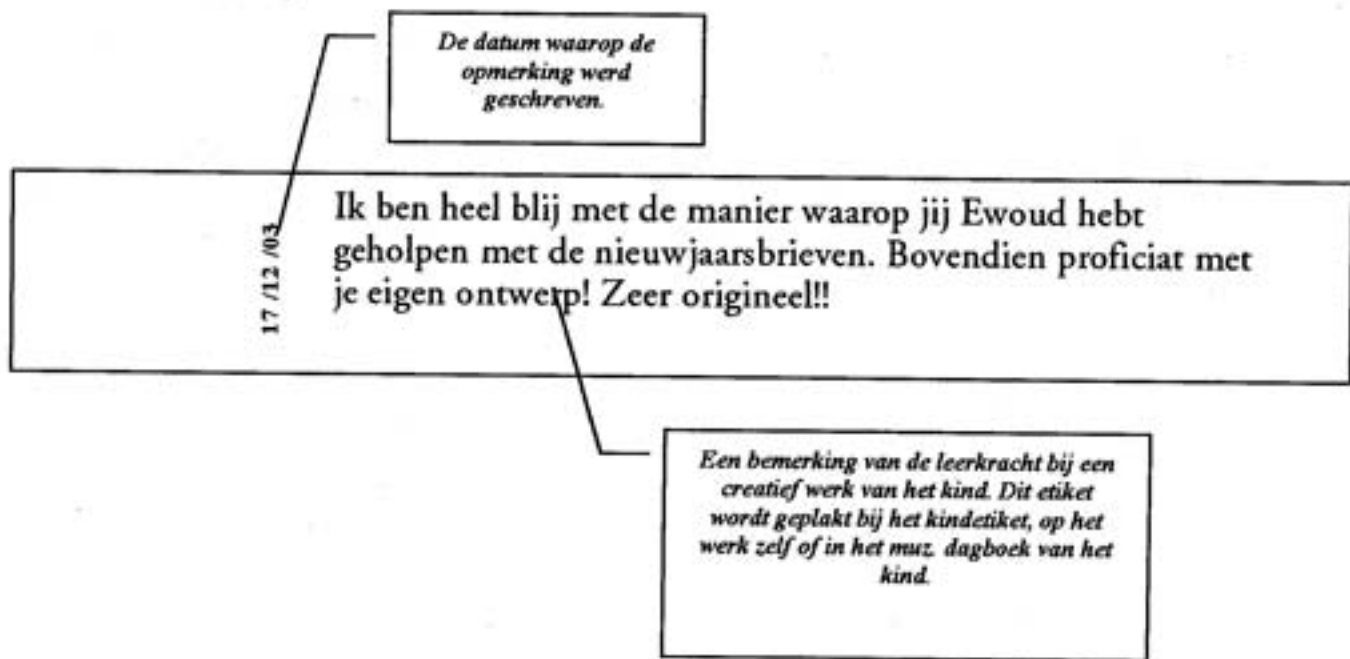 De datum waarop de
opmerking werd
geschreven.
17 /12 /03
Ik ben heel blij met de manier waarop jij Ewoud hebt
geholpen met de nieuwjaarsbrieven. Bovendien proficiat met
je eigen ontwerp! Zeer origineel!!
Een bemerking van de leerkracht bij een
creatief werk van het kind. Dit etiket
wordt geplakt bij het kindetiket, op het
werk zelf of in het muz. dagboek van het
kind.